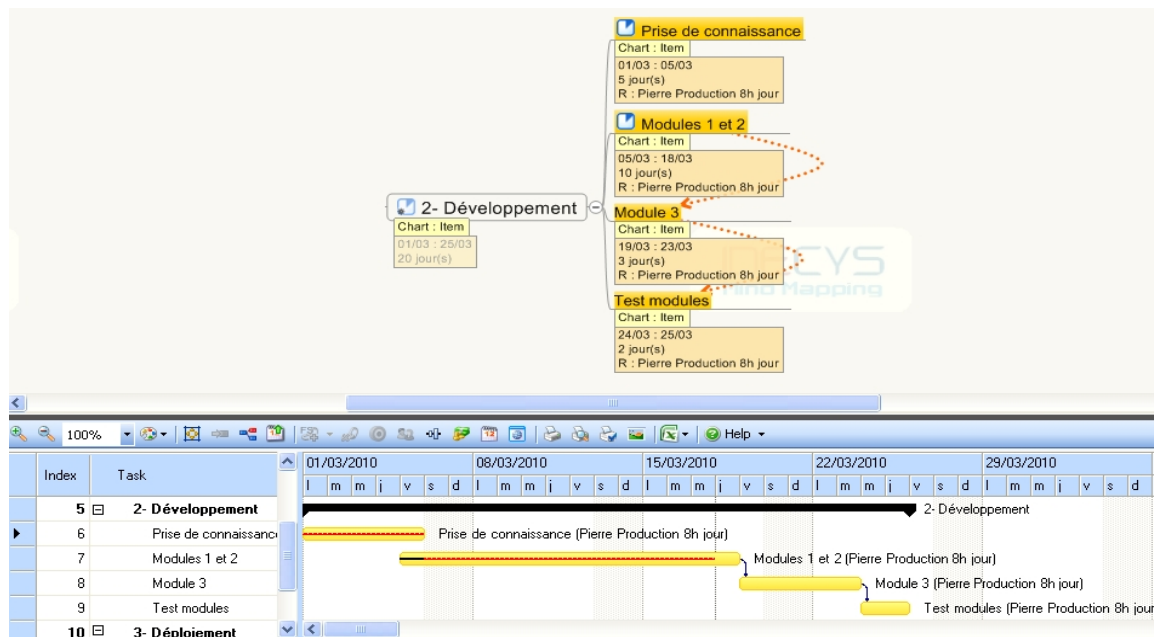 Prise de connaissance
Chart : Item
01/03 : 05/03
5 jour(s)
R : Pierre Production 8h jour
Modules 1 et 2
Chart : Item
05/03 : 18/03
10 jour(s)
R : Pierre Production 8h jour
2- Développement
Chart : Item
01/03 : 25/03
20 jour(s)
Module 3
Chart : Item
19/03 : 23/03
3 jour(s)
R : Pierre Production 8h jour
Mind Mapping
Test modules
Chart : Item
24/03 : 25/03
2 jour(s)
R : Pierre Production 8h jour
100% Help
Index Task 01/03/2010 08/03/2010 15/03/2010 22/03/2010 29/03/2010
l m m j v s d l m m j v s d l m m j v s d l m m j v s d l m m j v s d
5 2- Développement 2- Développement
6 Prise de connaissance Prise de connaissance (Pierre Production 8h jour)
7 Modules 1 et 2 Modules 1 et 2 (Pierre Production 8h jour)
8 Module 3 Module 3 (Pierre Production 8h jour)
9 Test modules Test modules (Pierre Production 8h jour
10 3- Déploiement